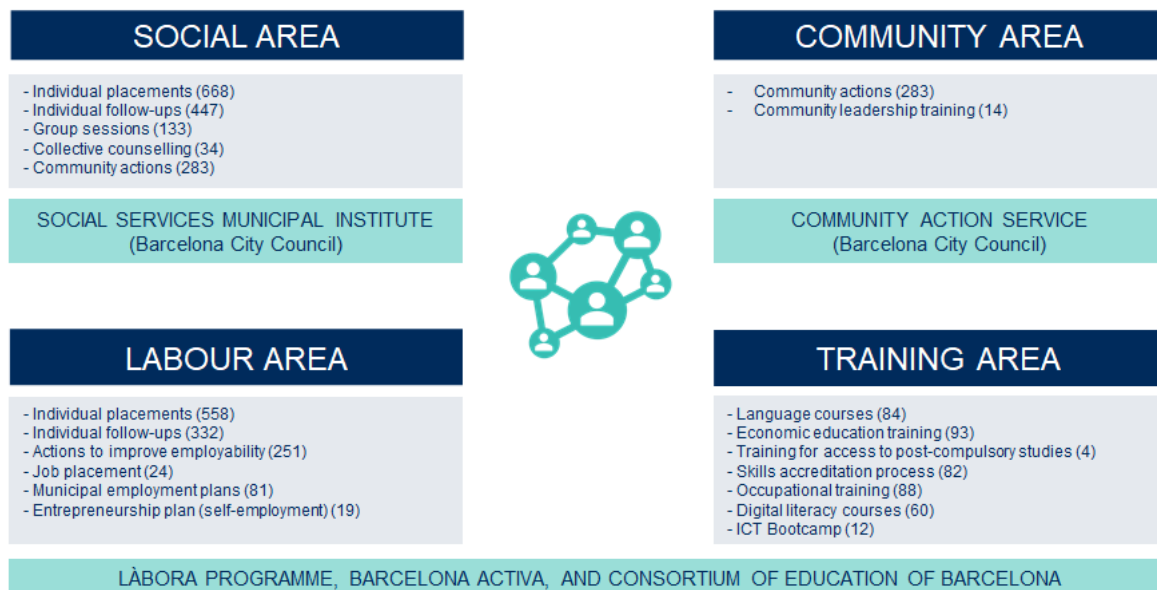 SOCIAL AREA
- Individual placements (668)
- Individual follow-ups (447)
- Group sessions (133)
- Collective counselling (34)
- Community actions (283)
SOCIAL SERVICES MUNICIPAL INSTITUTE
(Barcelona City Council)
COMMUNITY AREA
- Community actions (283)
- Community leadership training (14)
COMMUNITY ACTION SERVICE
(Barcelona City Council)
LABOUR AREA
- Individual placements (558)
- Individual follow-ups (332)
- Actions to improve employability (251)
- Job placement (24)
- Municipal employment plans (81)
- Entrepreneurship plan (self-employment) (19)
TRAINING AREA
- Language courses (84)
- Economic education training (93)
- Training for access to post-compulsory studies (4)
- Skills accreditation process (82)
- Occupational training (88)
- Digital literacy courses (60)
- ICT Bootcamp (12)
LÀBORA PROGRAMME, BARCELONA ACTIVA, AND CONSORTIUM OF EDUCATION OF BARCELONA